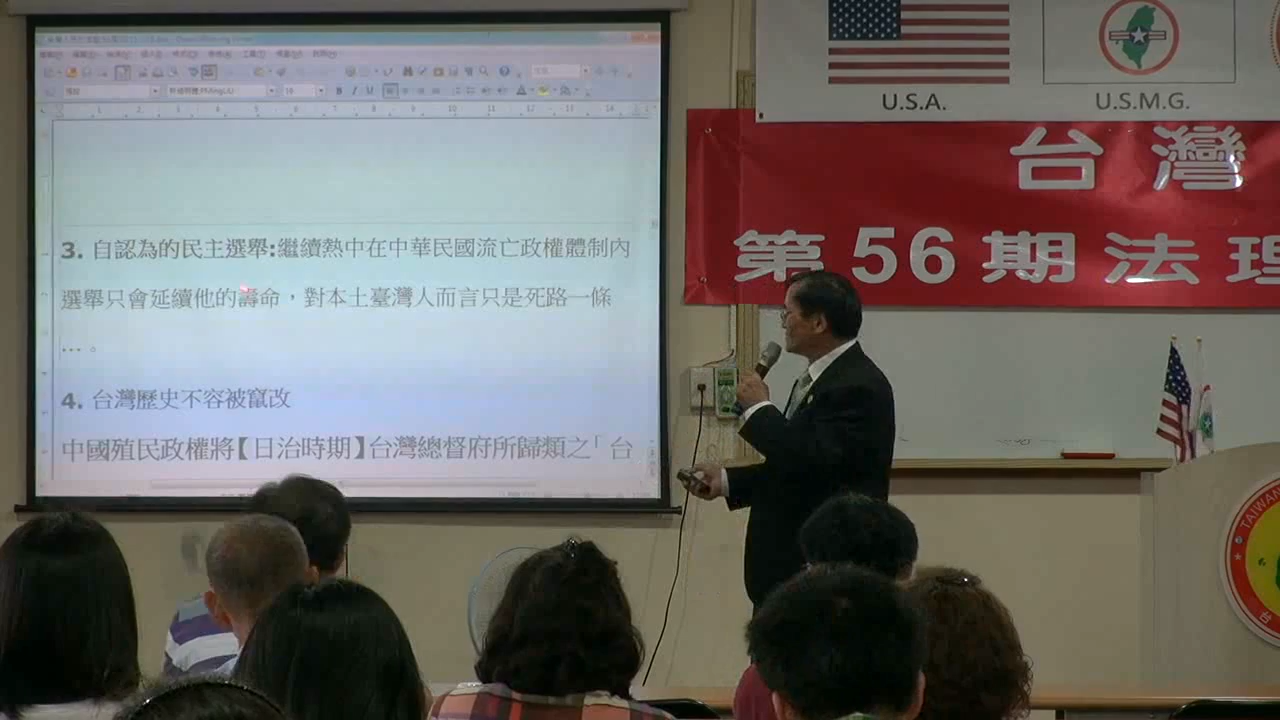 3. 自認為的民主選舉:繼續熱中在中華民國流亡政權體制內
選舉只會延續他的壽命，對本土臺灣人而言只是死路一條
…。
4. 台灣歷史不容被竄改
中國殖民政權將【日治時期】台灣總督府所歸類之「台
U.S.A.
U.S.M.G.
台灣
第56期法理
TAIWAN